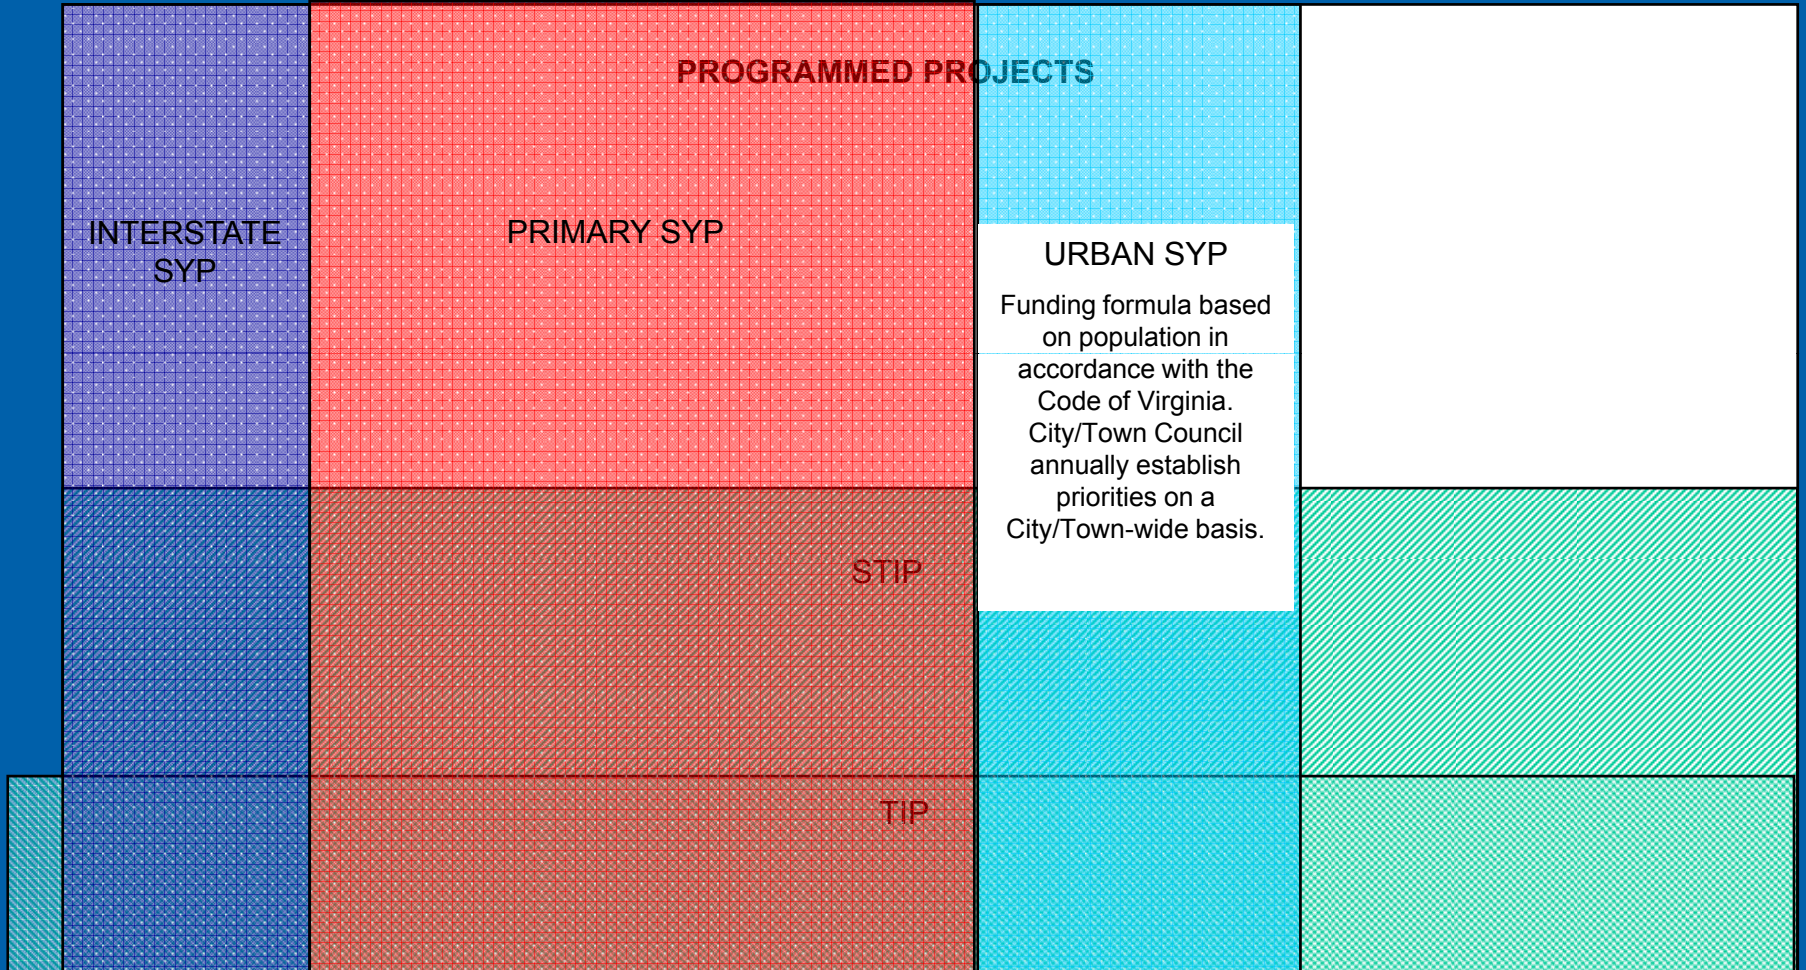 PROGRAMMED PROJECTS
INTERSTATE
SYP
PRIMARY SYP
URBAN SYP
Funding formula based
on population in
accordance with the
Code of Virginia.
City/Town Council
annually establish
priorities on a
City/Town-wide basis.
STIP
TIP